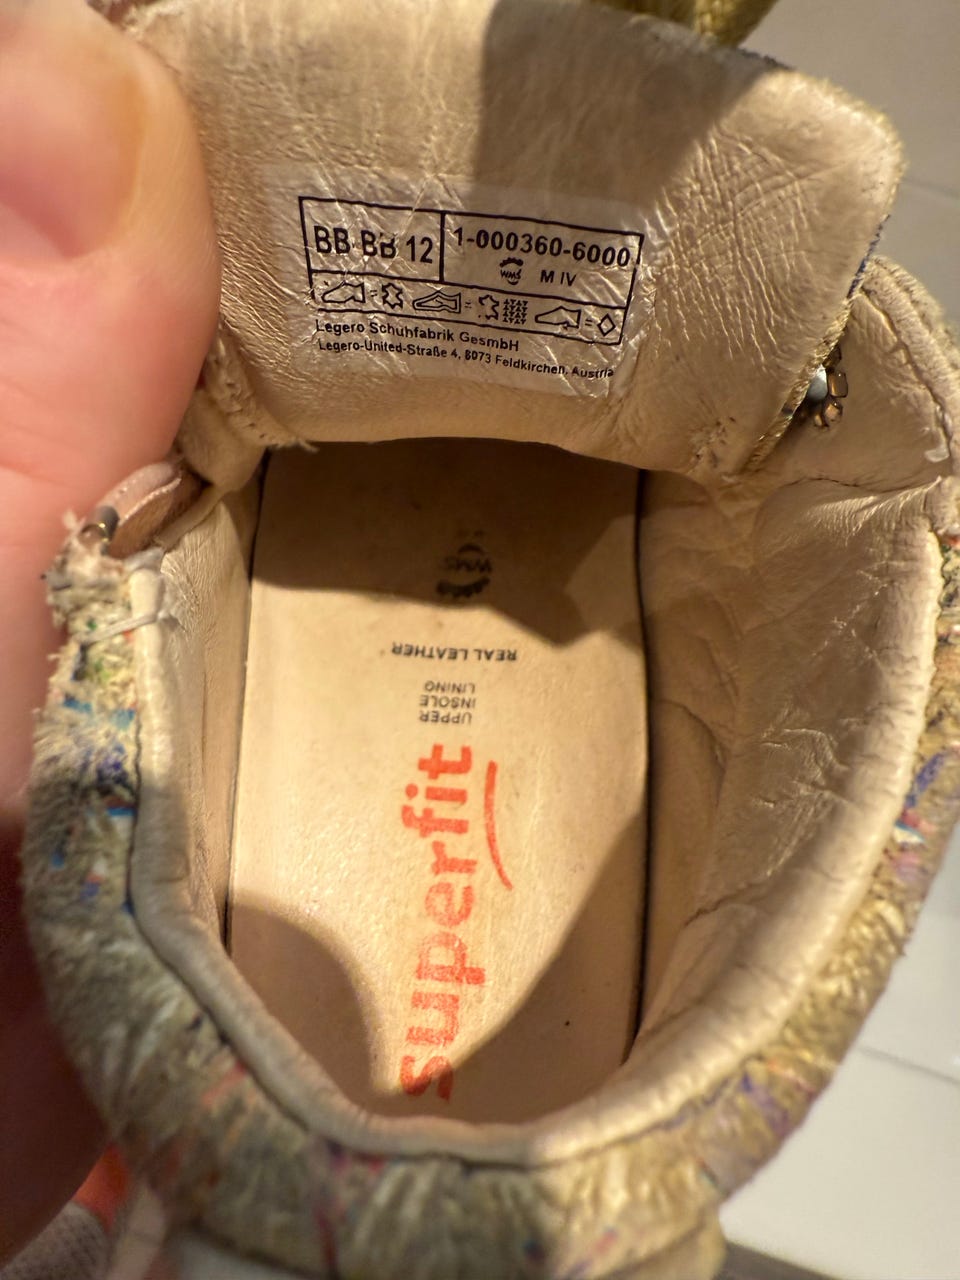 BB BB 12
1-000360-6000
WMS
M IV
Legero Schuhfabrik GesmbH
Legero-United-Straße 4, 8073 Feldkirchen, Austria
WMS
REAL LEATHER
UPPER
INSOLE
LINING
superfit